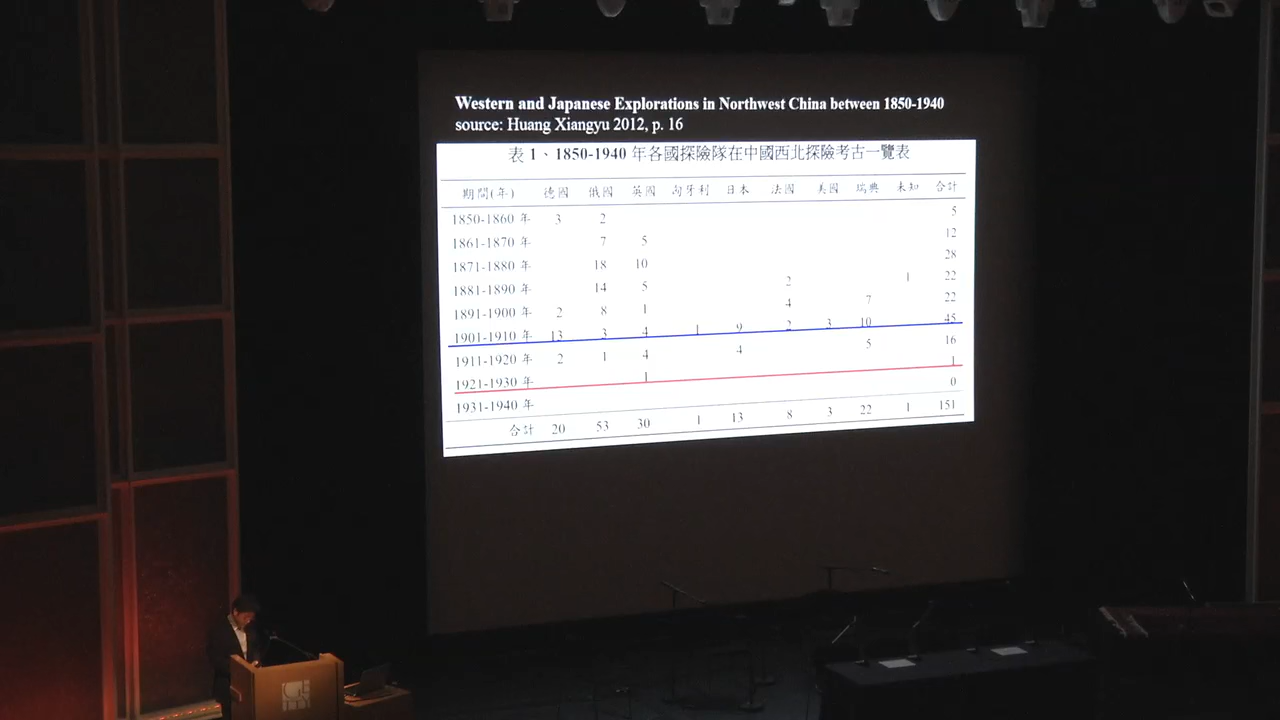 Western and Japanese Explorations in Northwest China between 1850-1940
source: Huang Xiangyu 2012, p. 16
表 1、1850-1940 年各國探險隊在中國西北探險考古一覽表
期間(年) 德國 俄國 英國 匈牙利 日本 法國 美國 瑞典 未知 合計
1850-1860 年 3 2 5
1861-1870 年 7 5 12
1871-1880 年 18 10 28
1881-1890 年 14 5 2 1 22
1891-1900 年 2 8 1 4 7 22
1901-1910 年 13 3 4 1 9 2 3 10 45
1911-1920 年 2 1 4 4 5 16
1921-1930 年 1 1
1931-1940 年 0
合計 20 53 30 1 13 8 3 22 1 151